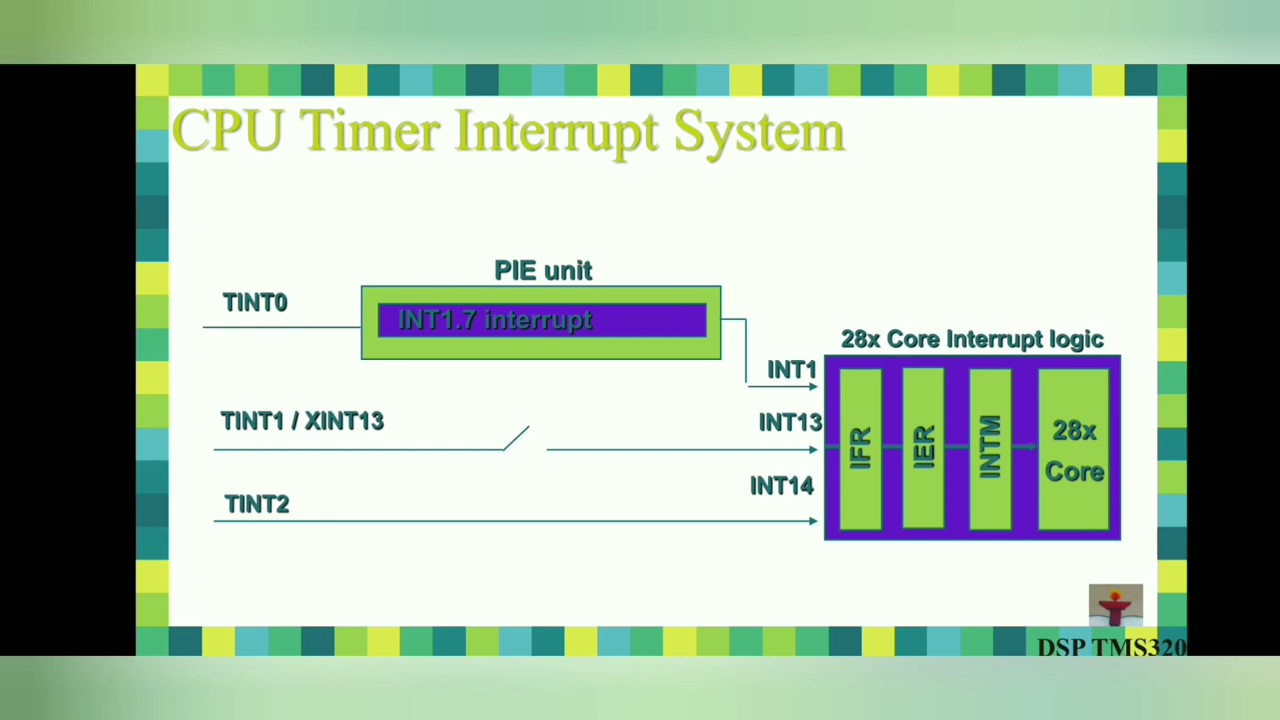 CPU Timer Interrupt System
PIE unit
TINT0
INT1.7 interrupt
28x Core Interrupt logic
INT1
TINT1 / XINT13
INT13
IFR
IER
INTM
28x
Core
INT14
TINT2
DSP TMS320